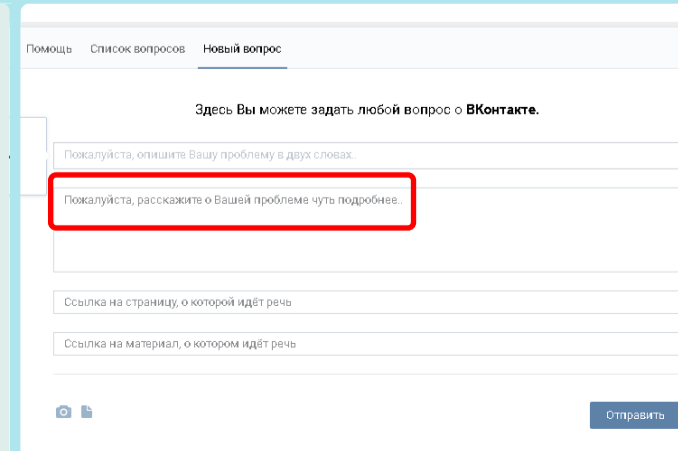 Помощь Список вопросов Новый вопрос
Здесь Вы можете задать любой вопрос о ВКонтакте.
Пожалуйста, опишите Вашу проблему в двух словах..
Пожалуйста, расскажите о Вашей проблеме чуть подробнее..
Ссылка на страницу, о которой идёт речь
Ссылка на материал, о котором идёт речь
Отправить